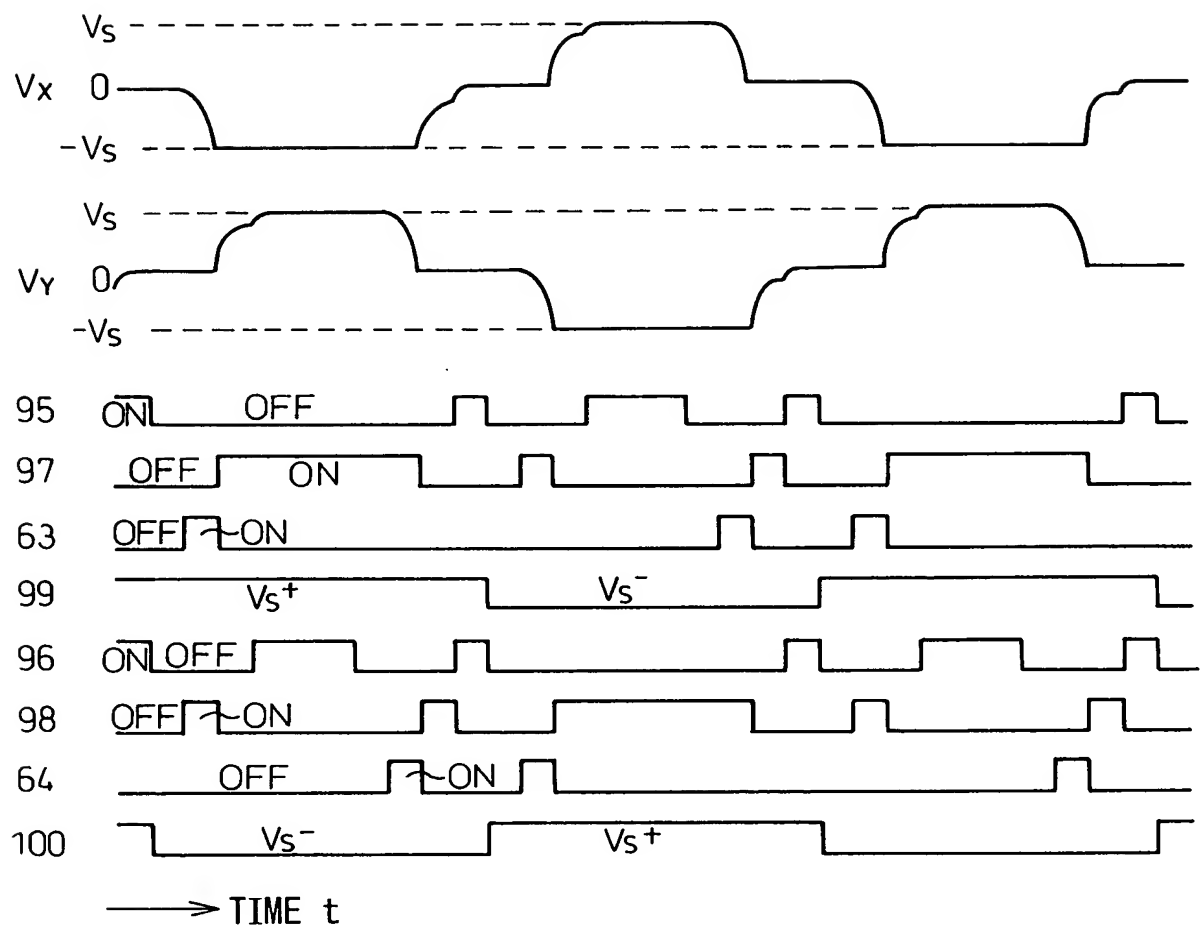 Vs
Vx 0
-Vs
Vs
VY 0
-Vs
95 ON OFF
97 OFF ON
63 OFF ON
99 Vs+ Vs-
96 ON OFF
98 OFF ON
64 OFF ON
100 Vs- Vs+
TIME t